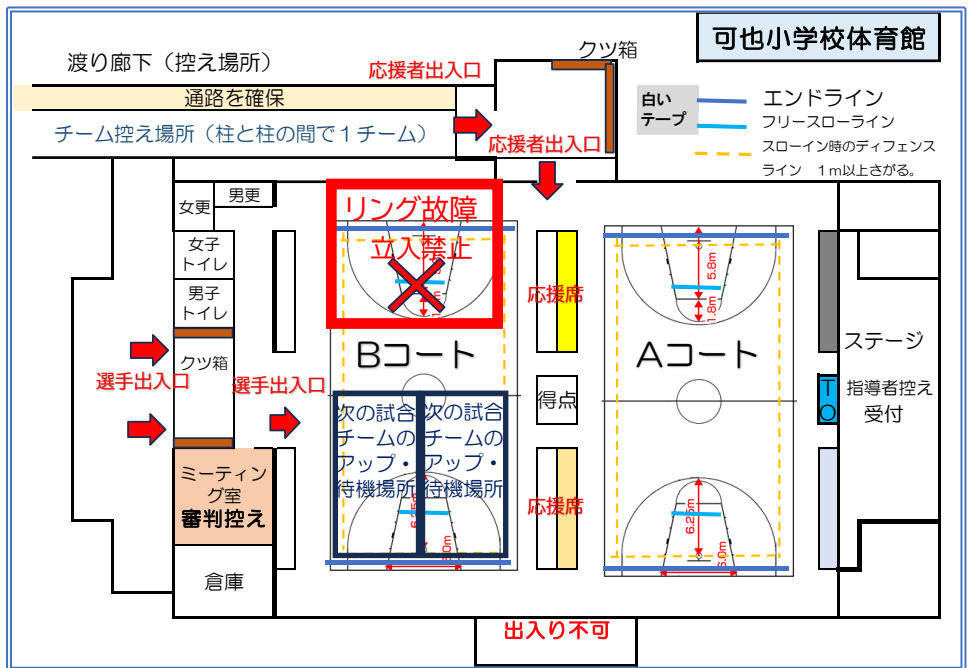 可也小学校体育館
渡り廊下（控え場所）
応援者出入口
クツ箱
通路を確保
チーム控え場所（柱と柱の間で１チーム）
応援者出入口
白い
テープ
エンドライン
フリースローライン
スローイン時のディフェンス
ライン　１ｍ以上さがる。
女更
男更
女子
トイレ
男子
トイレ
クツ箱
選手出入口
選手出入口
ミーティン
グ室
審判控え
倉庫
リング故障
立入禁止
Bコート
次の試合
チームの
アップ・
待機場所
次の試合
チームの
アップ・
待機場所
応援席
得点
応援席
Aコート
5.8m
1.8m
6.25m
6.0m
TO
ステージ
指導者控え
受付
出入り不可